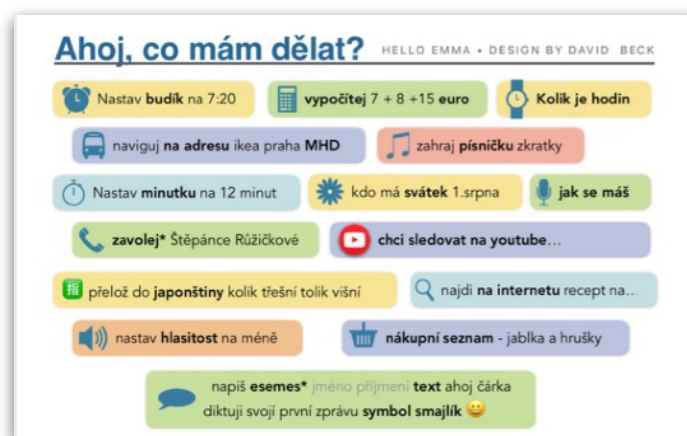 Ahoj, co mám dělat? HELLO EMMA • DESIGN BY DAVID BECK
Nastav budík na 7:20
vypočítej 7 + 8 +15 euro
Kolik je hodin
naviguj na adresu ikea praha MHD
zahraj písničku zkratky
Nastav minutku na 12 minut
kdo má svátek 1.srpna
jak se máš
zavolej* Štěpánce Růžičkové
chci sledovat na youtube...
指
přelož do japonštiny kolik třešní tolik višní
najdi na internetu recept na...
nastav hlasitost na méně
nákupní seznam - jablka a hrušky
napiš esemes* jméno příjmení text ahoj čárka
diktuji svojí první zprávu symbol smajlík 😀